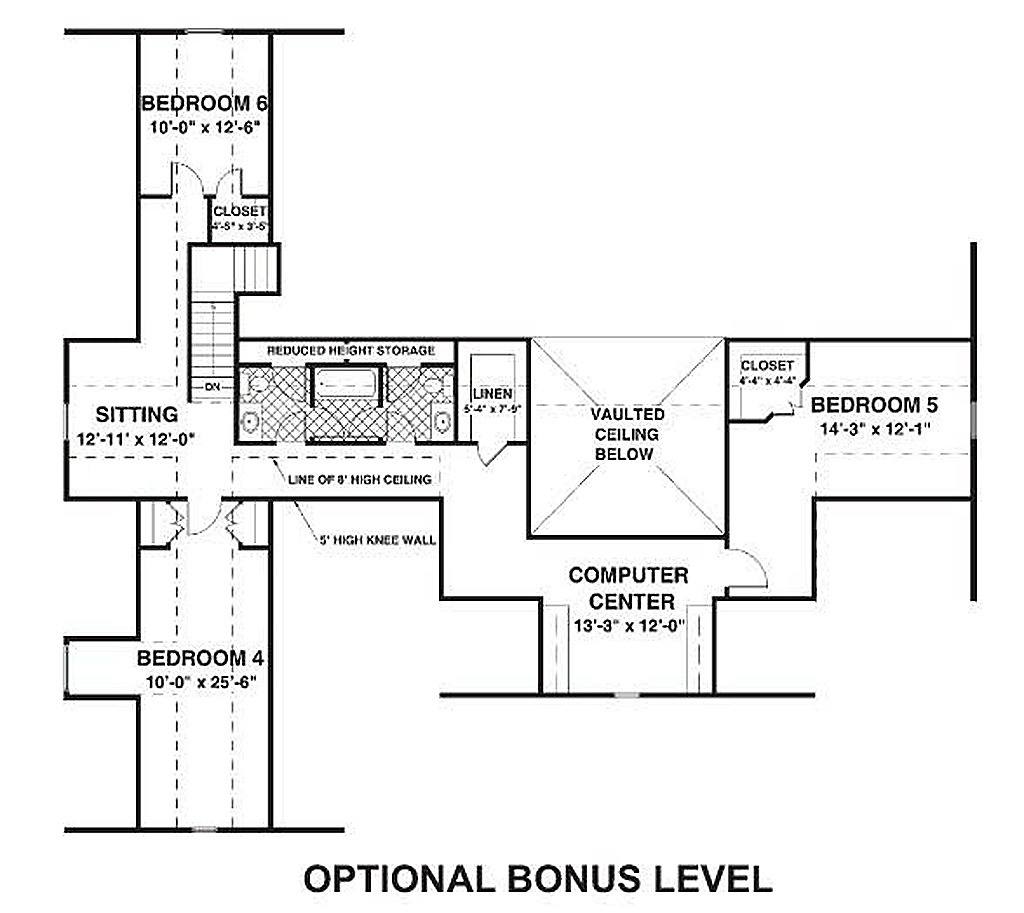 BEDROOM 6
10'-0" x 12'-6"
CLOSET
4'-5" x 3'-5"
DN
REDUCED HEIGHT STORAGE
SITTING
12'-11' x 12'-0"
LINEN
5'-4" x 7'-9"
VAULTED
CEILING
BELOW
CLOSET
4'-4" x 4'-4"
BEDROOM 5
14'-3" x 12'-1"
LINE OF 8' HIGH CEILING
5' HIGH KNEE WALL
COMPUTER
CENTER
13'-3" x 12'-0"
BEDROOM 4
10'-0" x 25'-6"
OPTIONAL BONUS LEVEL